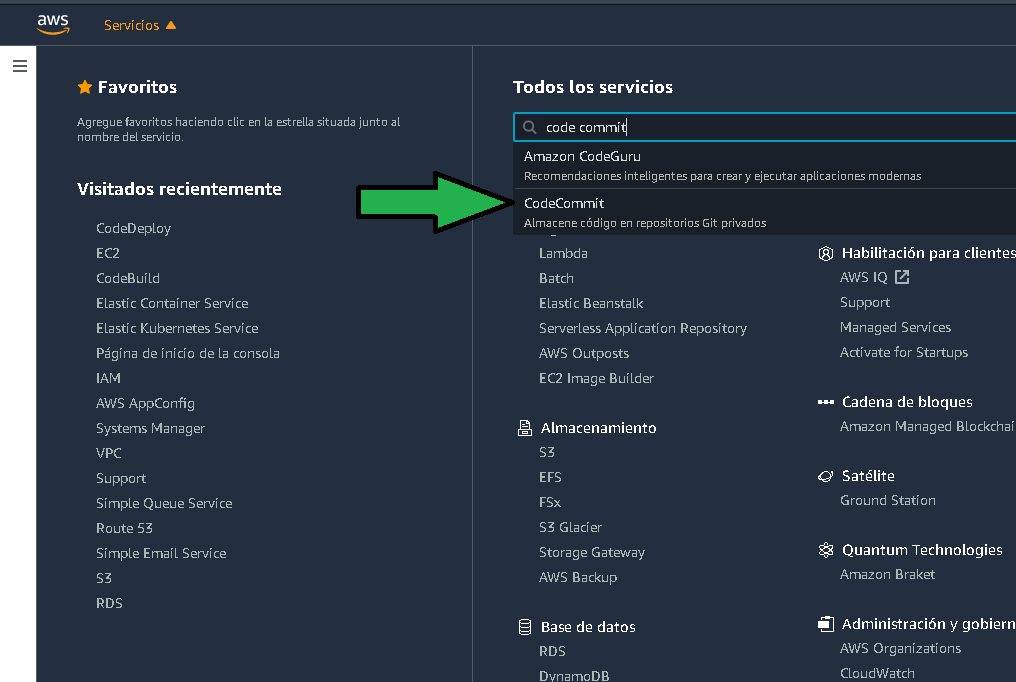 aws
Servicios
Favoritos
Agregue favoritos haciendo clic en la estrella situada junto al
nombre del servicio.
Visitados recientemente
CodeDeploy
EC2
CodeBuild
Elastic Container Service
Elastic Kubernetes Service
Página de inicio de la consola
IAM
AWS AppConfig
Systems Manager
VPC
Support
Simple Queue Service
Route 53
Simple Email Service
S3
RDS
Todos los servicios
code commit
Amazon CodeGuru
Recomendaciones inteligentes para crear y ejecutar aplicaciones modernas
CodeCommit
Almacene código en repositorios Git privados
Lambda
Batch
Elastic Beanstalk
Serverless Application Repository
AWS Outposts
EC2 Image Builder
Almacenamiento
S3
EFS
FSx
S3 Glacier
Storage Gateway
AWS Backup
Base de datos
RDS
DynamoDB
Habilitación para clientes
AWS IQ
Support
Managed Services
Activate for Startups
Cadena de bloques
Amazon Managed Blockchai
Satélite
Ground Station
Quantum Technologies
Amazon Braket
Administración y gobiern
AWS Organizations
CloudWatch